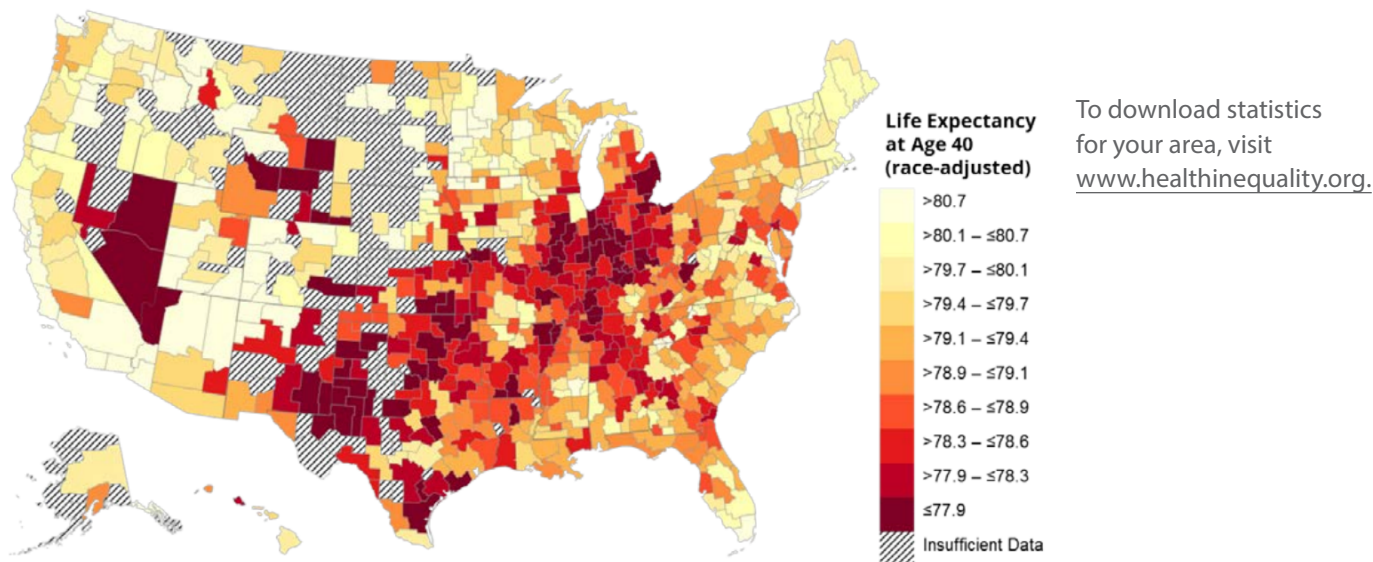 Life Expectancy
at Age 40
(race-adjusted)
>80.7
>80.1 – ≤80.7
>79.7 – ≤80.1
>79.4 – ≤79.7
>79.1 – ≤79.4
>78.9 – ≤79.1
>78.6 – ≤78.9
>78.3 – ≤78.6
>77.9 – ≤78.3
≤77.9
Insufficient Data
To download statistics
for your area, visit
www.healthinequality.org.